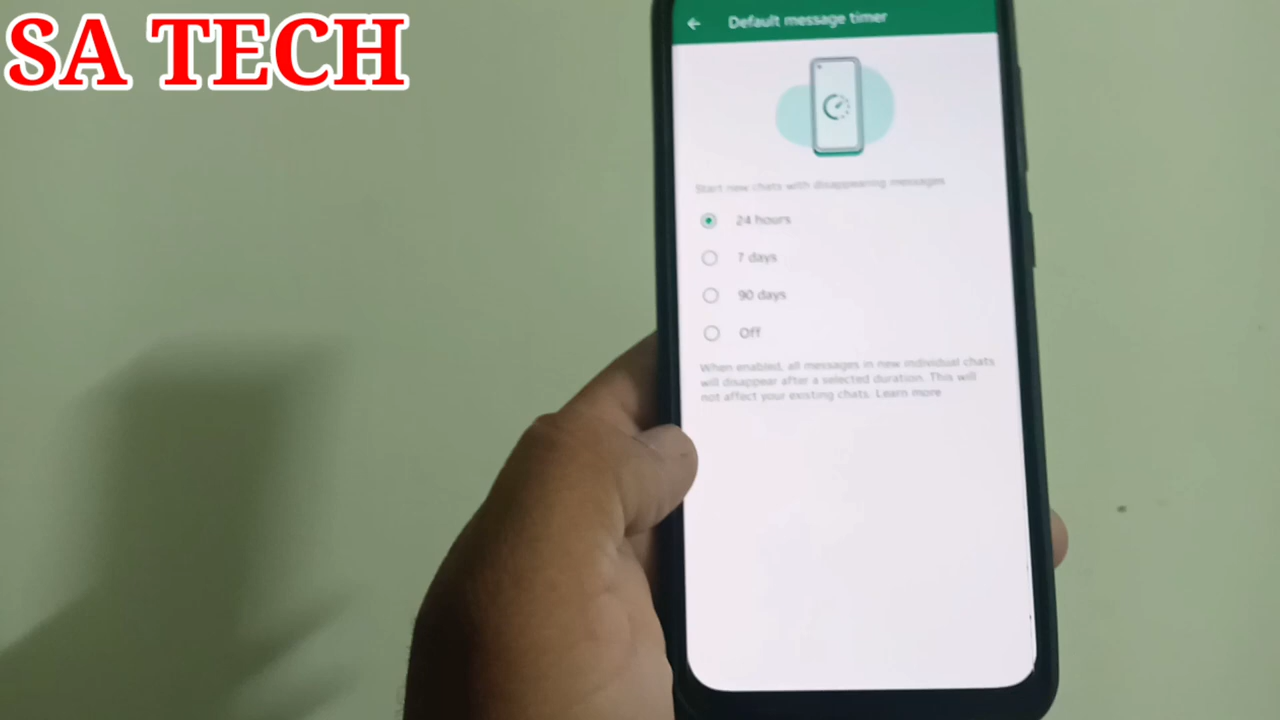 SA TECH
Default message timer
Start new chats with disappearing messages
24 hours
7 days
90 days
Off
When enabled, all messages in new individual chats
will disappear after a selected duration. This will
not affect your existing chats. Learn more